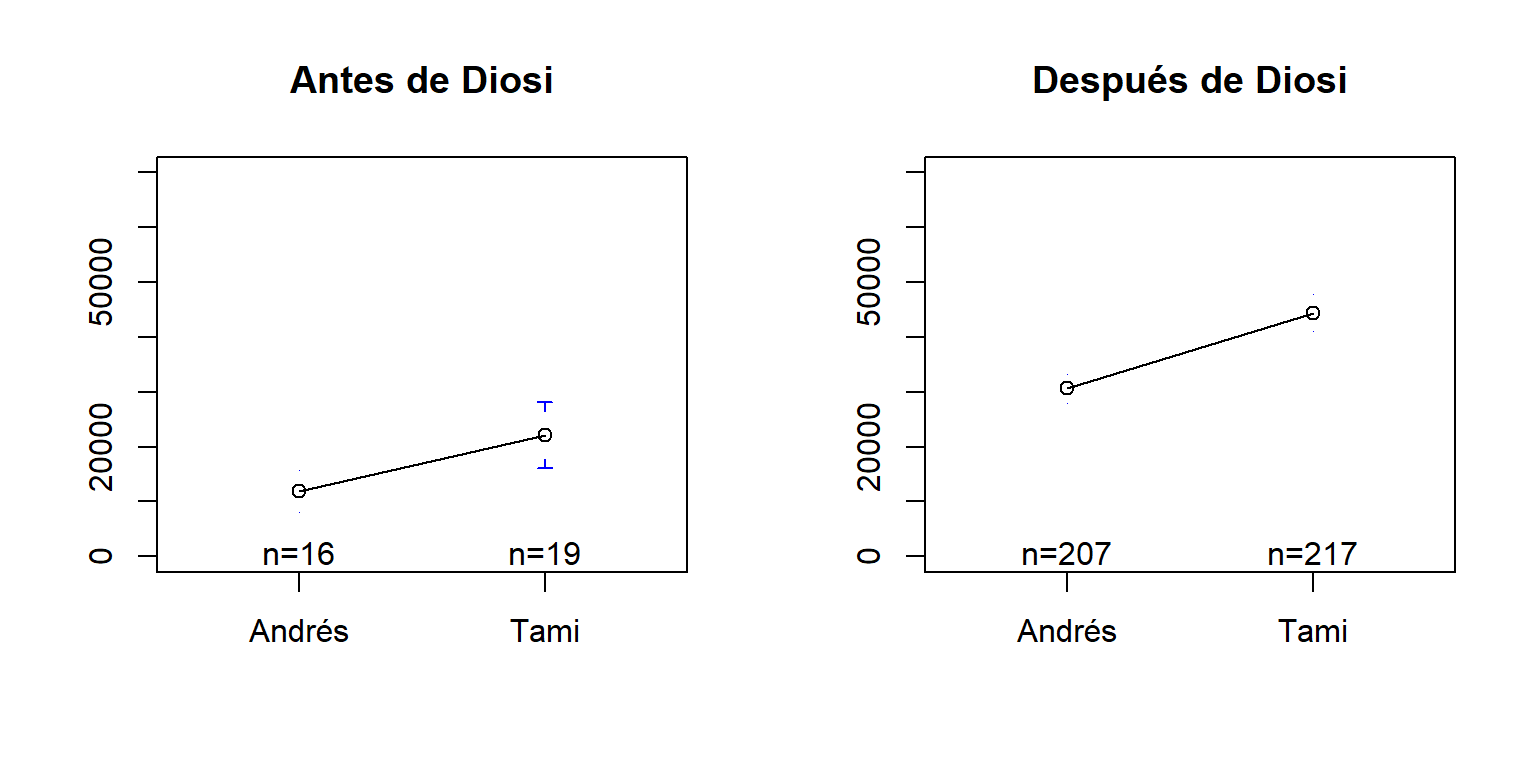 Antes de Diosi
50000
20000
0
n=16
n=19
Andrés
Tami
Después de Diosi
50000
20000
0
n=207
n=217
Andrés
Tami